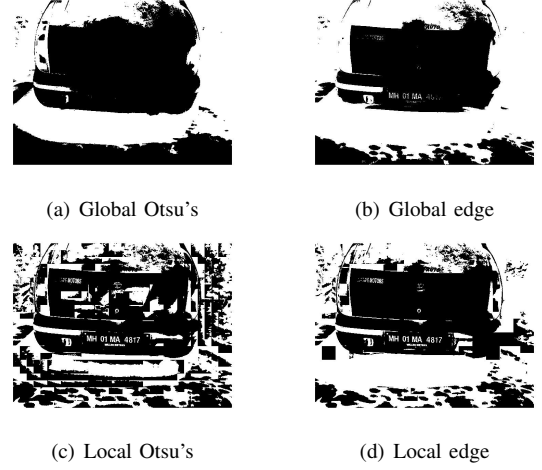 MH 01 MA 4817
(a) Global Otsu's
(b) Global edge
MH 01 MA 4817
MH 01 MA 4817
(c) Local Otsu's
(d) Local edge